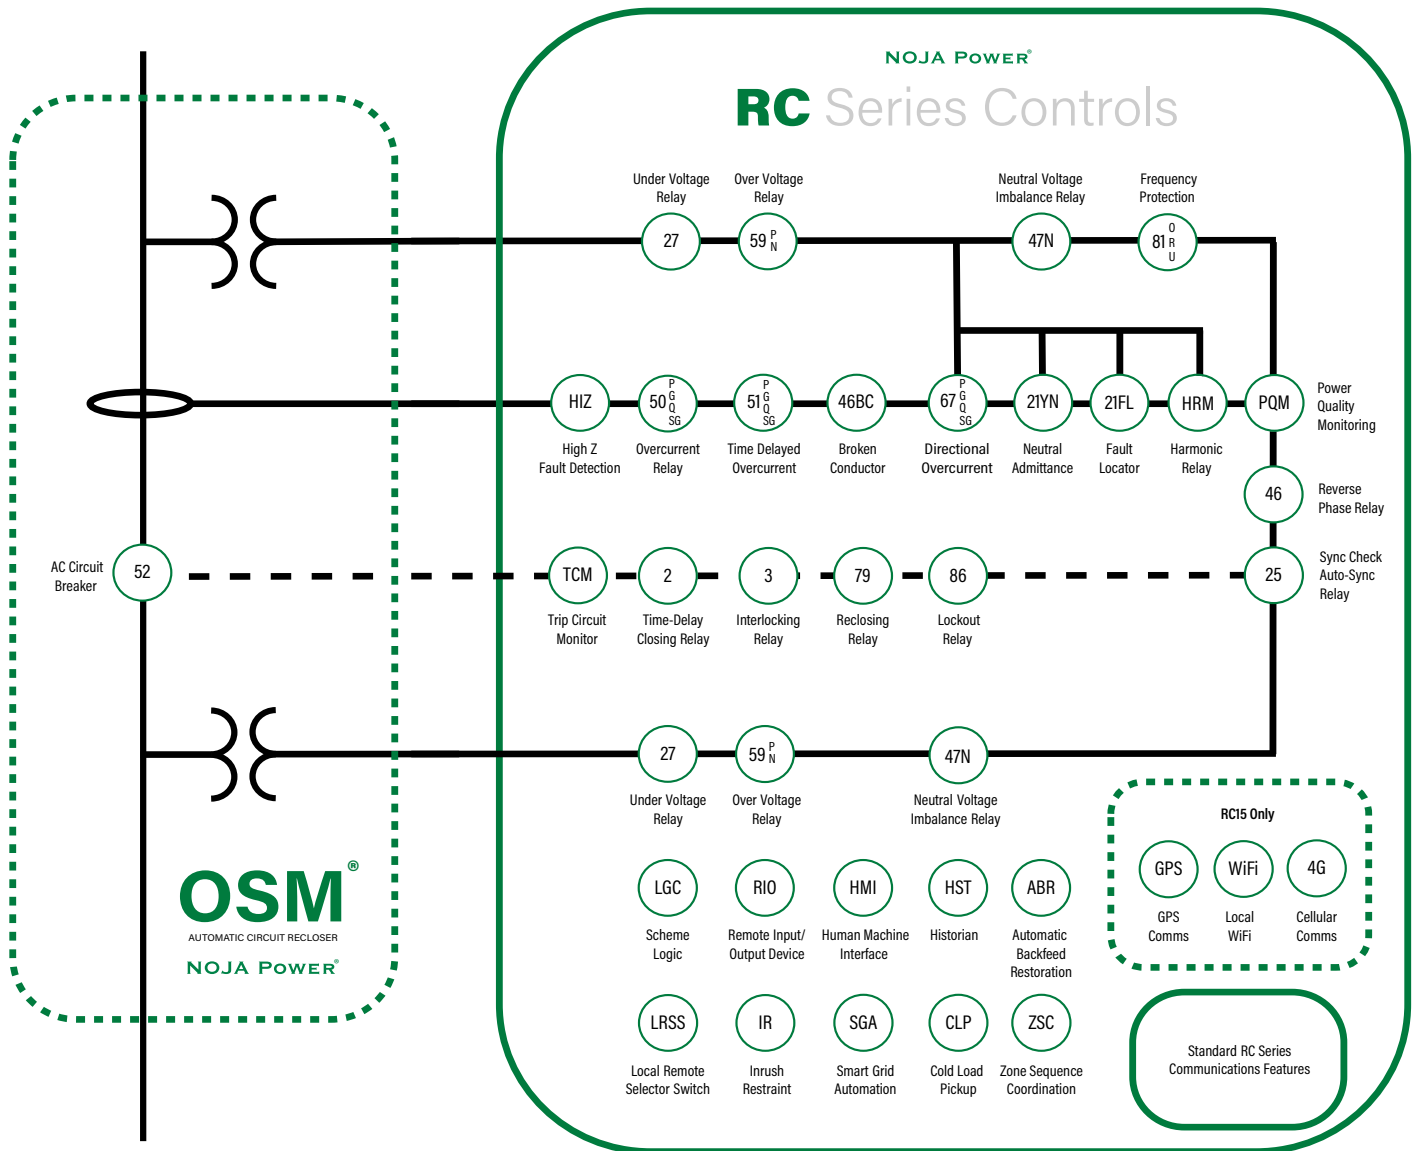 NOJA POWER®
RC Series Controls
Under Voltage
Relay
Over Voltage
Relay
Neutral Voltage
Imbalance Relay
Frequency
Protection
27
59 P
N
47N
81 O
R
U
HIZ
50 P
G
Q
SG
51 P
G
Q
SG
46BC
67 P
G
Q
SG
21YN
21FL
HRM
PQM
Power
Quality
Monitoring
High Z
Fault Detection
Overcurrent
Relay
Time Delayed
Overcurrent
Broken
Conductor
Directional
Overcurrent
Neutral
Admittance
Fault
Locator
Harmonic
Relay
46
Reverse
Phase Relay
AC Circuit
Breaker
52
TCM
2
3
79
86
25
Sync Check
Auto-Sync
Relay
Trip Circuit
Monitor
Time-Delay
Closing Relay
Interlocking
Relay
Reclosing
Relay
Lockout
Relay
27
59 P
N
47N
Under Voltage
Relay
Over Voltage
Relay
Neutral Voltage
Imbalance Relay
RC15 Only
GPS
WiFi
4G
GPS
Comms
Local
WiFi
Cellular
Comms
OSM®
AUTOMATIC CIRCUIT RECLOSER
NOJA POWER®
LGC
RIO
HMI
HST
ABR
Scheme
Logic
Remote Input/
Output Device
Human Machine
Interface
Historian
Automatic
Backfeed
Restoration
LRSS
IR
SGA
CLP
ZSC
Local Remote
Selector Switch
Inrush
Restraint
Smart Grid
Automation
Cold Load
Pickup
Zone Sequence
Coordination
Standard RC Series
Communications Features